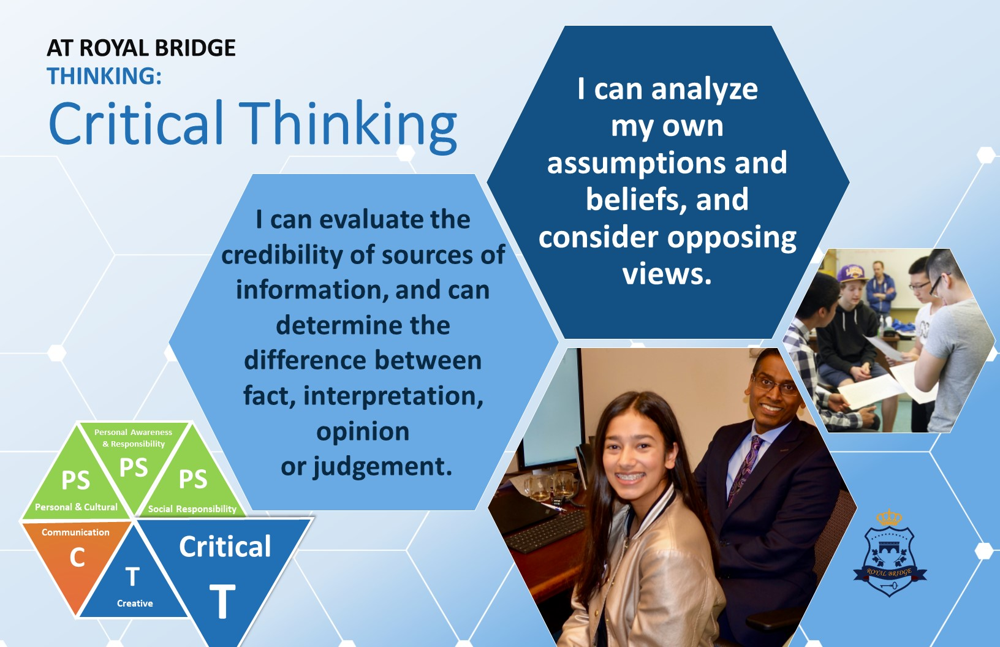 AT ROYAL BRIDGE
THINKING:
Critical Thinking
I can analyze
my own
assumptions and
beliefs, and
consider opposing
views.
I can evaluate the
credibility of sources of
information, and can
determine the
difference between
fact, interpretation,
opinion
or judgement.
Personal Awareness
& Responsibility
PS
PS
PS
Personal & Cultural
Social Responsibility
Communication
C
T
Creative
Critical
T
ROYAL BRIDGE